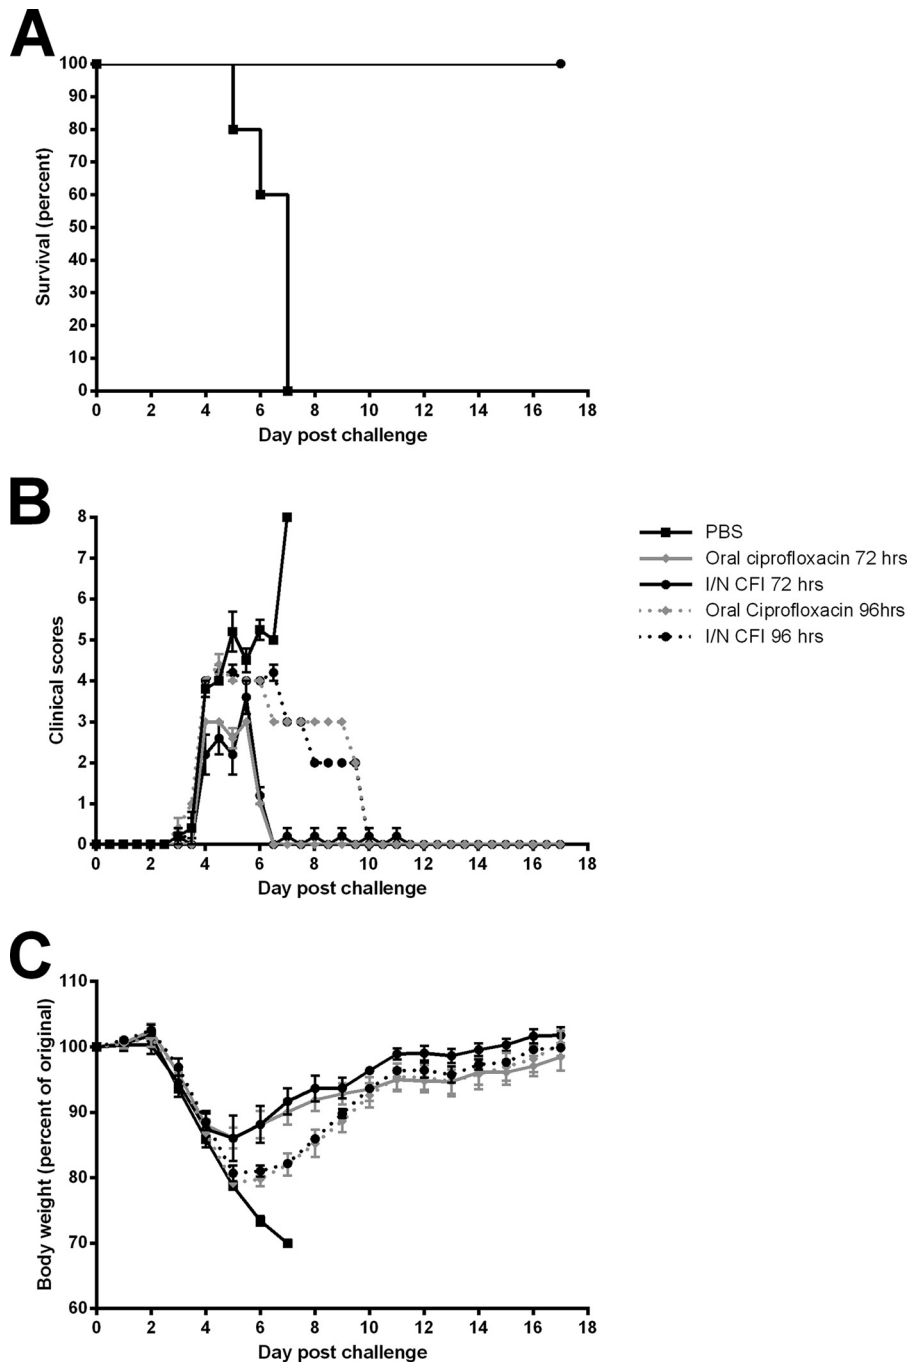 A
100
90
80
70
60
50
40
30
20
10
0
Survival (percent)
0 2 4 6 8 10 12 14 16 18
Day post challenge
B
8
7
6
5
4
3
2
1
0
Clinical scores
0 2 4 6 8 10 12 14 16 18
Day post challenge
PBS
Oral ciprofloxacin 72 hrs
I/N CFI 72 hrs
Oral Ciprofloxacin 96hrs
I/N CFI 96 hrs
C
110
100
90
80
70
60
Body weight (percent of original)
0 2 4 6 8 10 12 14 16 18
Day post challenge